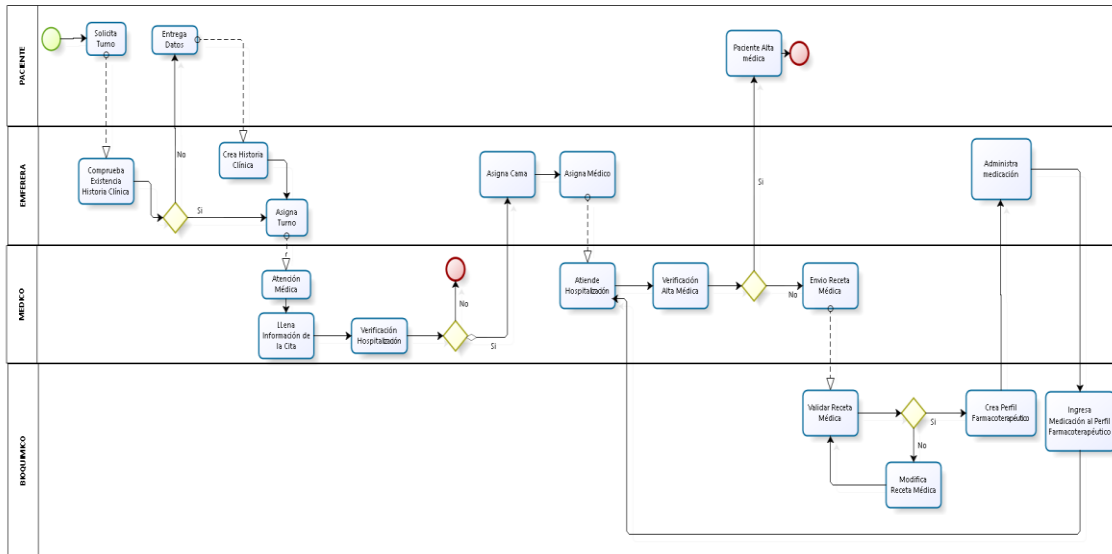 PACIENTE
Solicita
Turno
Entrega
Datos
Paciente Alta
médica
No
Si
EMFERERA
Comprueba
Existencia
Historia Clínica
Si
Crea Historia
Clínica
Asigna
Turno
Asigna Cama
Asigna Médico
Administra
medicación
MEDICO
Atención
Médica
LLena
Información de
la Cita
Verificación
Hospitalización
No
Si
Atiende
Hospitalización
Verificación
Alta Médica
No
Envio Receta
Médica
BIOQUIMICO
Validar Receta
Médica
Si
No
Modifica
Receta Médica
Crea Perfil
Farmacoterapéutico
Ingresa
Medicación al Perfil
Farmacoterapéutico